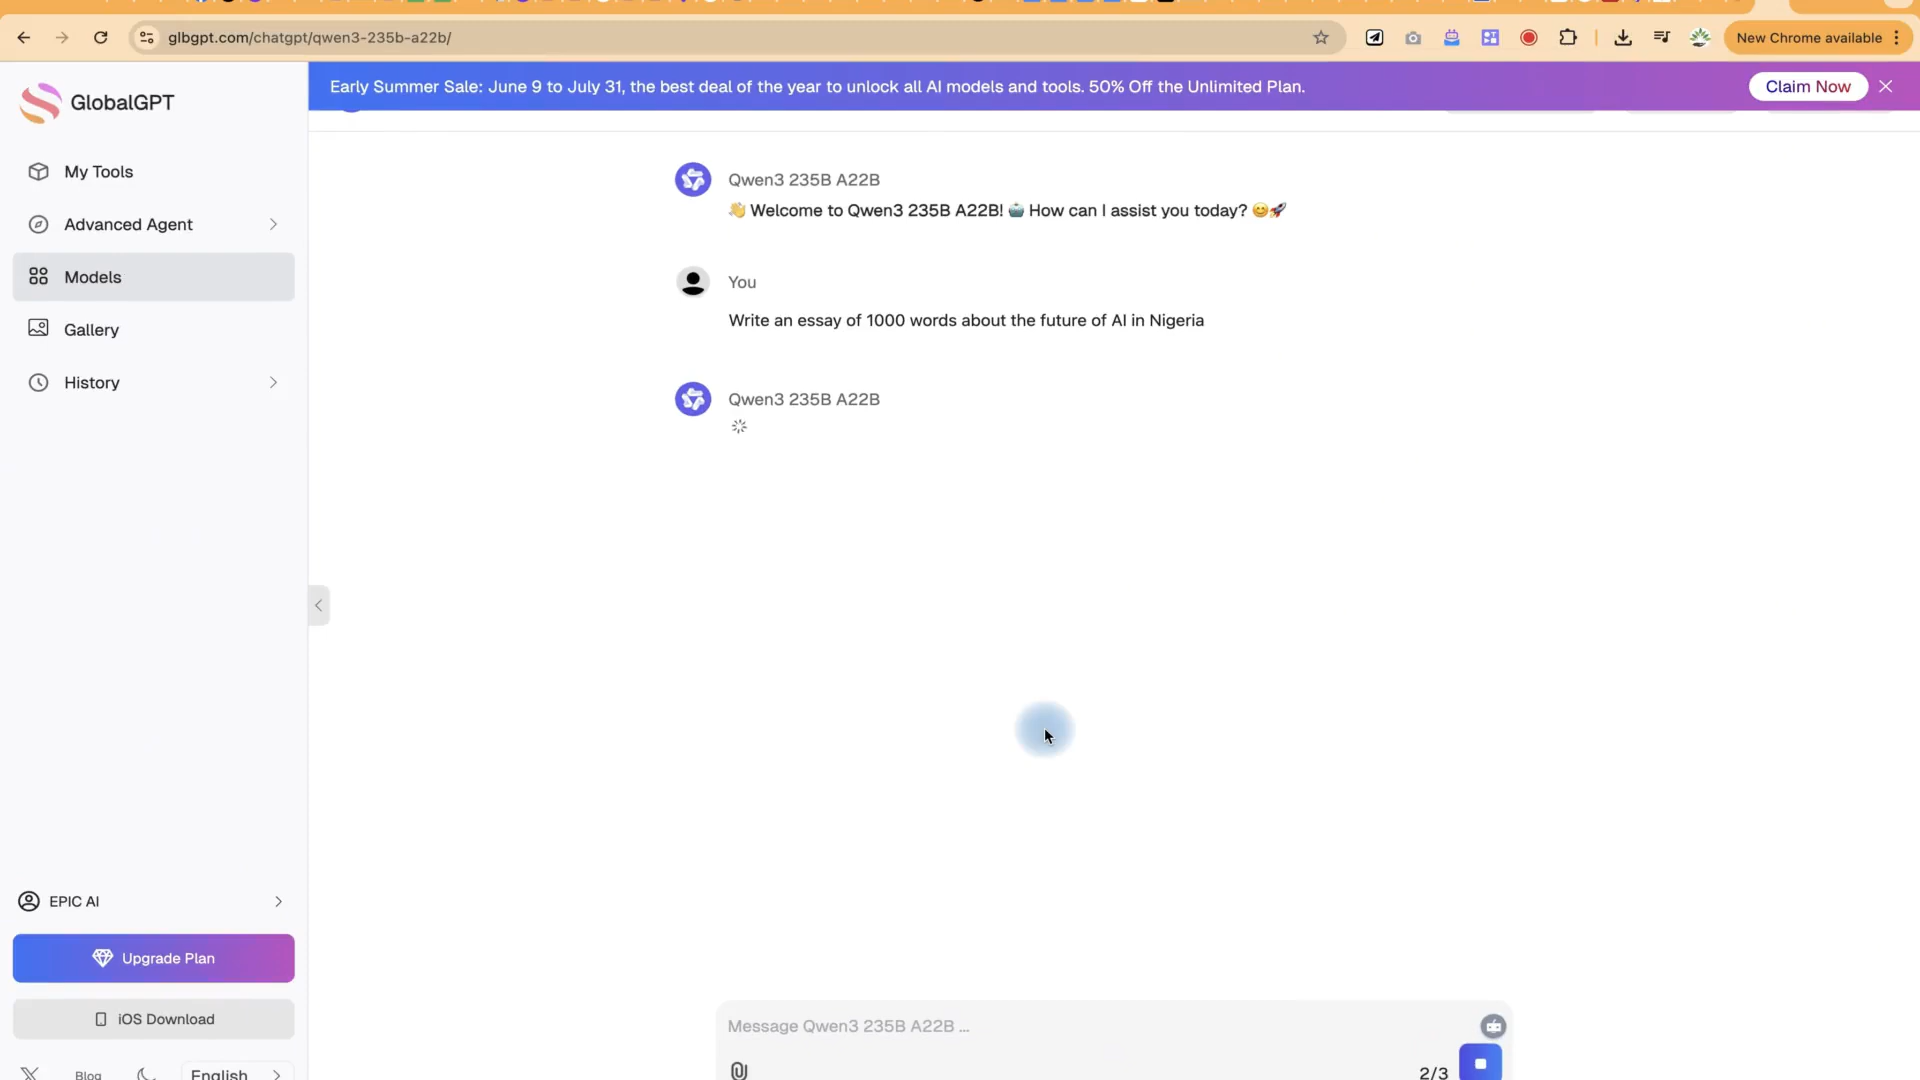 glbgpt.com/chatgpt/qwen3-235b-a22b/
New Chrome available
GlobalGPT
Early Summer Sale: June 9 to July 31, the best deal of the year to unlock all AI models and tools. 50% Off the Unlimited Plan.
Claim Now
My Tools
Advanced Agent
Models
Gallery
History
Qwen3 235B A22B
👋 Welcome to Qwen3 235B A22B! 🤖 How can I assist you today? 😊🚀
You
Write an essay of 1000 words about the future of AI in Nigeria
Qwen3 235B A22B
EPIC AI
Upgrade Plan
iOS Download
Blog
English
Message Qwen3 235B A22B ...
2/3